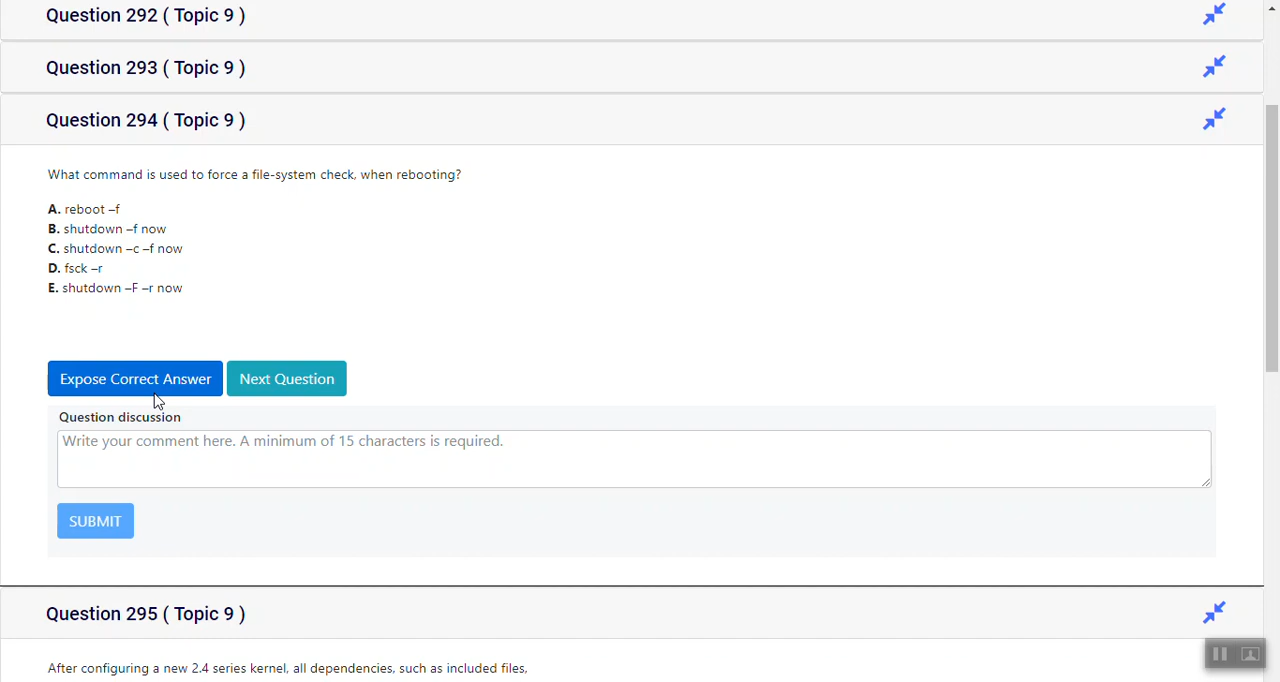 Question 292 ( Topic 9 )
Question 293 ( Topic 9 )
Question 294 ( Topic 9 )
What command is used to force a file-system check, when rebooting?
A. reboot –f
B. shutdown –f now
C. shutdown –c –f now
D. fsck –r
E. shutdown –F –r now
Expose Correct Answer Next Question
Question discussion
Write your comment here. A minimum of 15 characters is required.
SUBMIT
Question 295 ( Topic 9 )
After configuring a new 2.4 series kernel, all dependencies, such as included files,